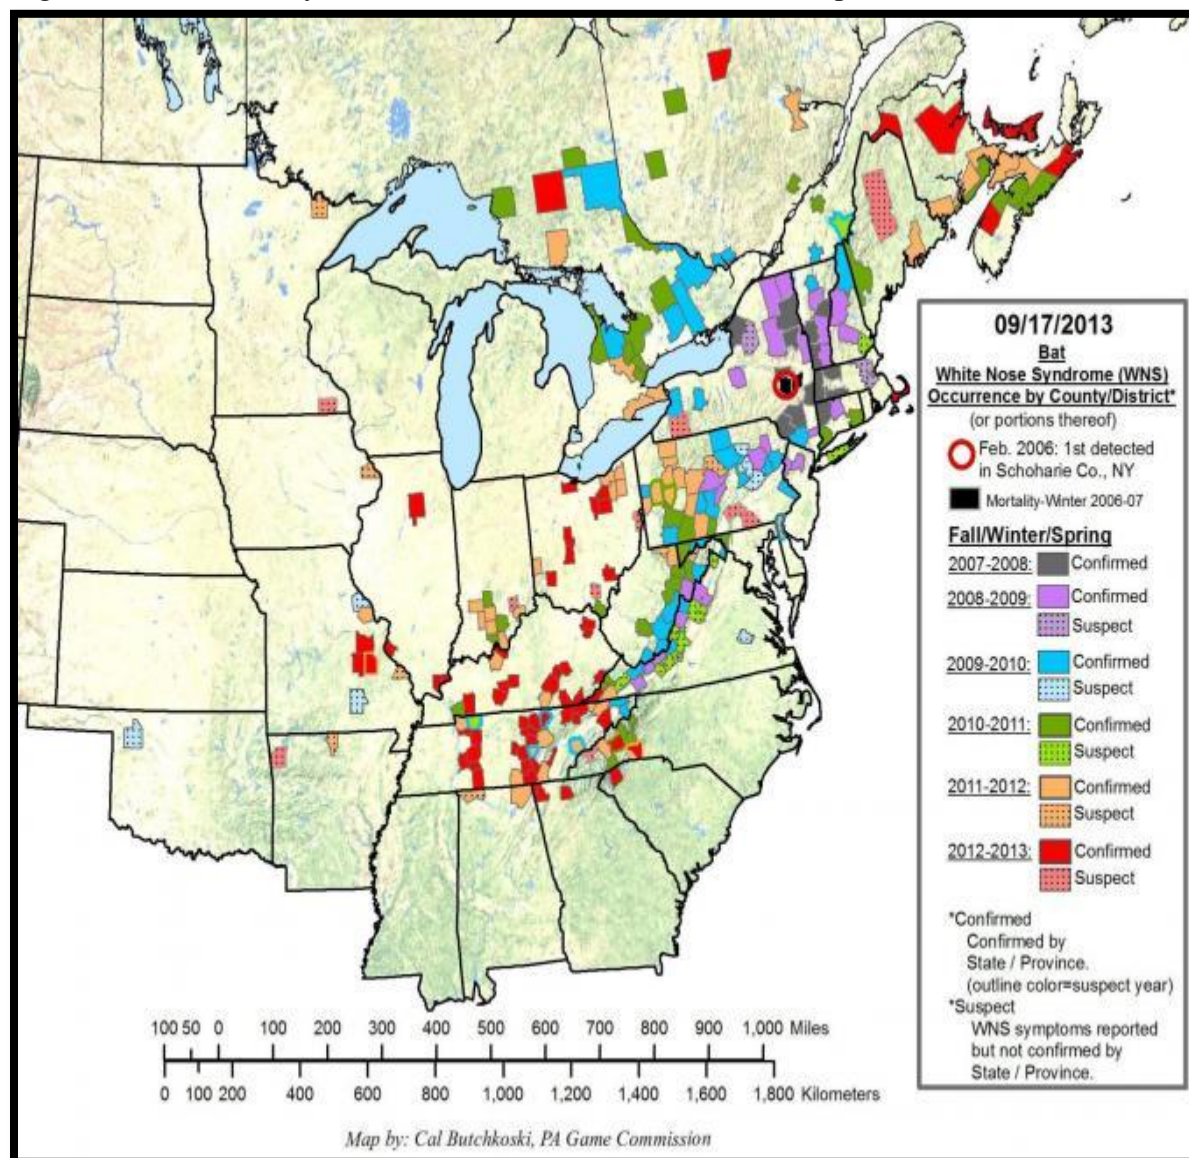 09/17/2013
Bat
White Nose Syndrome (WNS)
Occurrence by County/District*
(or portions thereof)
Feb. 2006: 1st detected
in Schoharie Co., NY
Mortality-Winter 2006-07
Fall/Winter/Spring
2007-2008: Confirmed
2008-2009: Confirmed
Suspect
2009-2010: Confirmed
Suspect
2010-2011: Confirmed
Suspect
2011-2012: Confirmed
Suspect
2012-2013: Confirmed
Suspect
*Confirmed
Confirmed by
State / Province.
(outline color=suspect year)
*Suspect
WNS symptoms reported
but not confirmed by
State / Province.
100 50 0 100 200 300 400 500 600 700 800 900 1,000 Miles
0 100 200 400 600 800 1,000 1,200 1,400 1,600 1,800 Kilometers
Map by: Cal Butchkoski, PA Game Commission